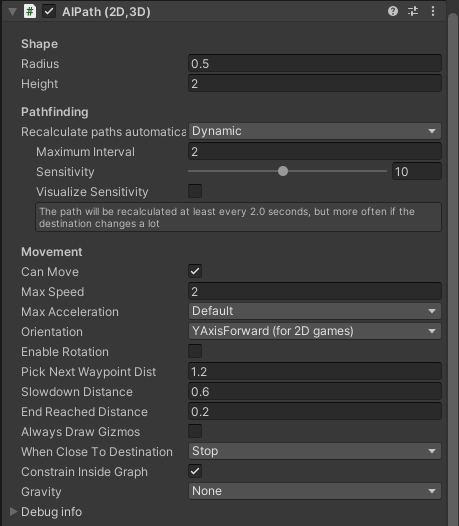 # AIPath (2D,3D)
Shape
Radius 0.5
Height 2
Pathfinding
Recalculate paths automatica Dynamic
Maximum Interval 2
Sensitivity 10
Visualize Sensitivity
The path will be recalculated at least every 2.0 seconds, but more often if the
destination changes a lot
Movement
Can Move
Max Speed 2
Max Acceleration Default
Orientation YAxisForward (for 2D games)
Enable Rotation
Pick Next Waypoint Dist 1.2
Slowdown Distance 0.6
End Reached Distance 0.2
Always Draw Gizmos
When Close To Destination Stop
Constrain Inside Graph
Gravity None
Debug info